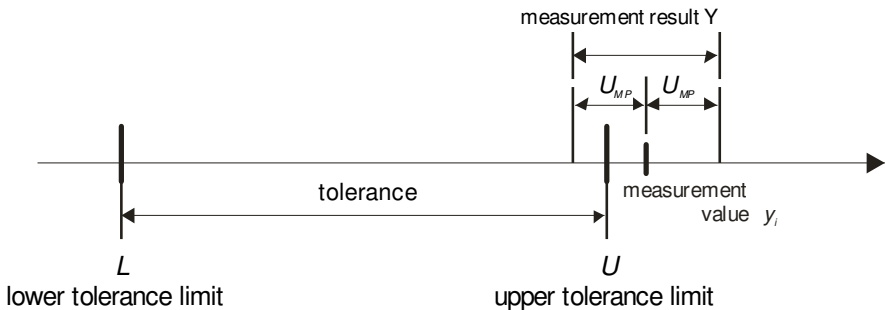 measurement result Y
U_MP U_MP
tolerance
measurement
value y_i
L
lower tolerance limit
U
upper tolerance limit